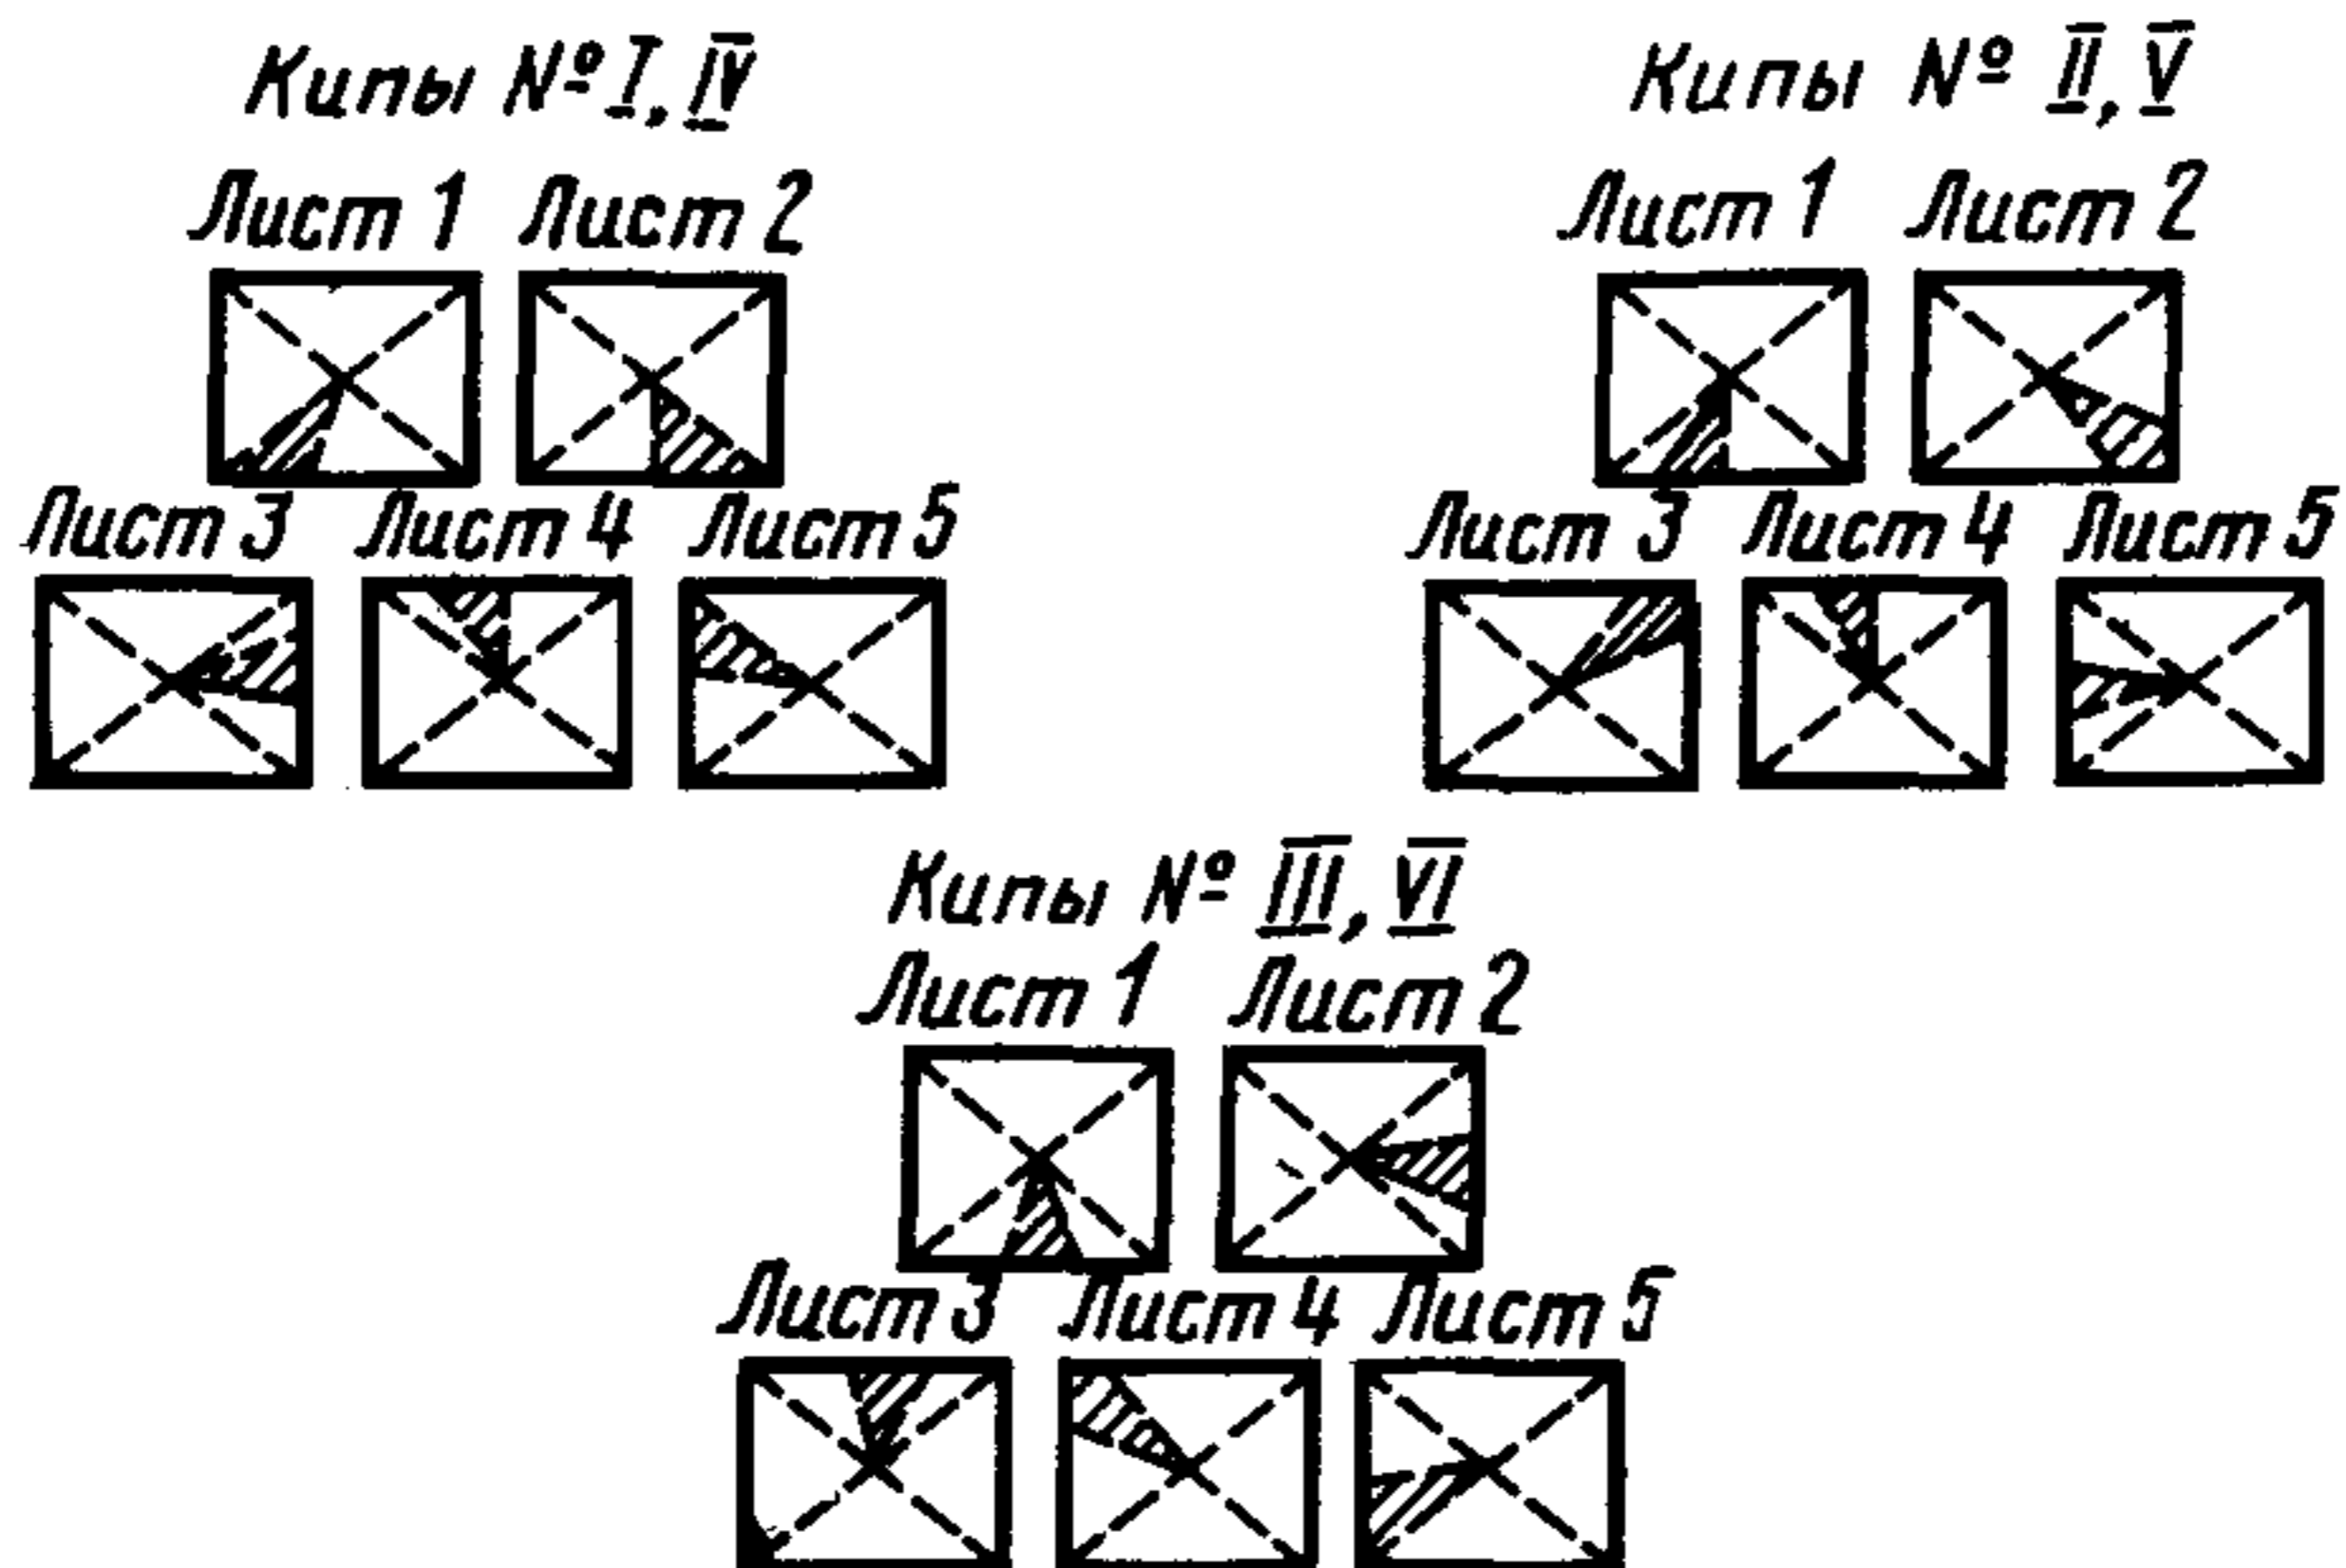 Кипы № I, IV
Лист 1 Лист 2
Лист 3 Лист 4 Лист 5
Кипы № II, V
Лист 1 Лист 2
Лист 3 Лист 4 Лист 5
Кипы № III, VI
Лист 1 Лист 2
Лист 3 Лист 4 Лист 5